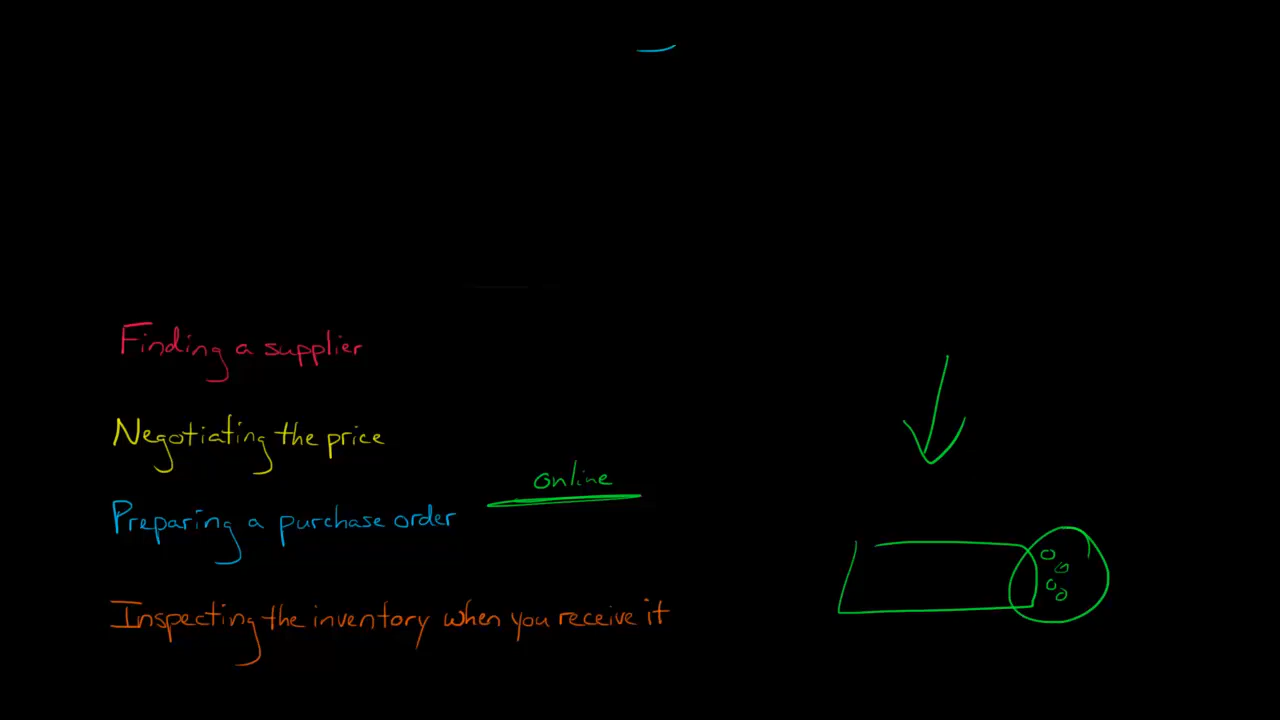 Finding a supplier
Negotiating the price
online
Preparing a purchase order
Inspecting the inventory when you receive it